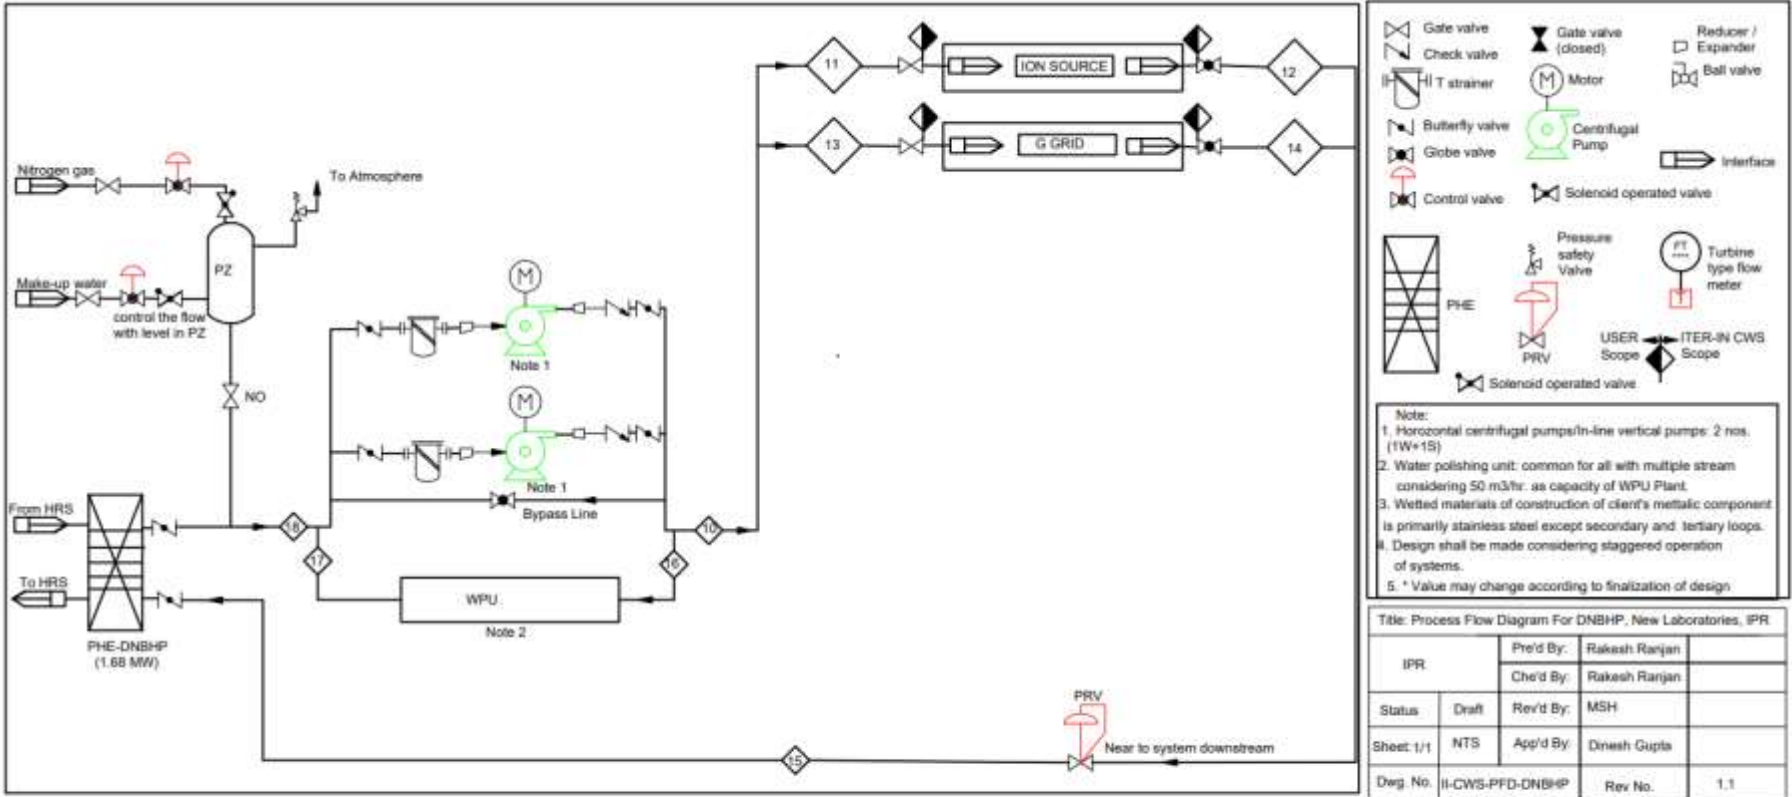 11
ION SOURCE
12
13
G GRID
14
Nitrogen gas
To Atmosphere
PZ
Make-up water
control the flow
with level in PZ
NO
M
Note 1
M
Note 1
Bypass Line
From HRS
18
10
17
16
To HRS
WPU
Note 2
PHE-DNBHP
(1.68 MW)
PRV
Near to system downstream
15
Gate valve
Check valve
T strainer
Butterfly valve
Globe valve
Control valve
Gate valve
(closed)
M
Motor
Centrifugal
Pump
Solenoid operated valve
Reducer /
Expander
Ball valve
Interface
PHE
Pressure
safety
Valve
PRV
FT
Turbine
type flow
meter
USER
Scope
ITER-IN CWS
Scope
Solenoid operated valve
Note:
1. Horozontal centrifugal pumps/In-line vertical pumps: 2 nos.
(1W+1S)
2. Water polishing unit: common for all with multiple stream
considering 50 m3/hr. as capacity of WPU Plant.
3. Wetted materials of construction of client's mettalic component
is primarily stainless steel except secondary and tertiary loops.
4. Design shall be made considering staggered operation
of systems.
5. * Value may change according to finalization of design
Title: Process Flow Diagram For DNBHP, New Laboratories, IPR
IPR
Pre'd By: Rakesh Ranjan
Che'd By: Rakesh Ranjan
Status Draft Rev'd By: MSH
Sheet: 1/1 NTS App'd By: Dinesh Gupta
Dwg. No. II-CWS-PFD-DNBHP Rev No. 1.1